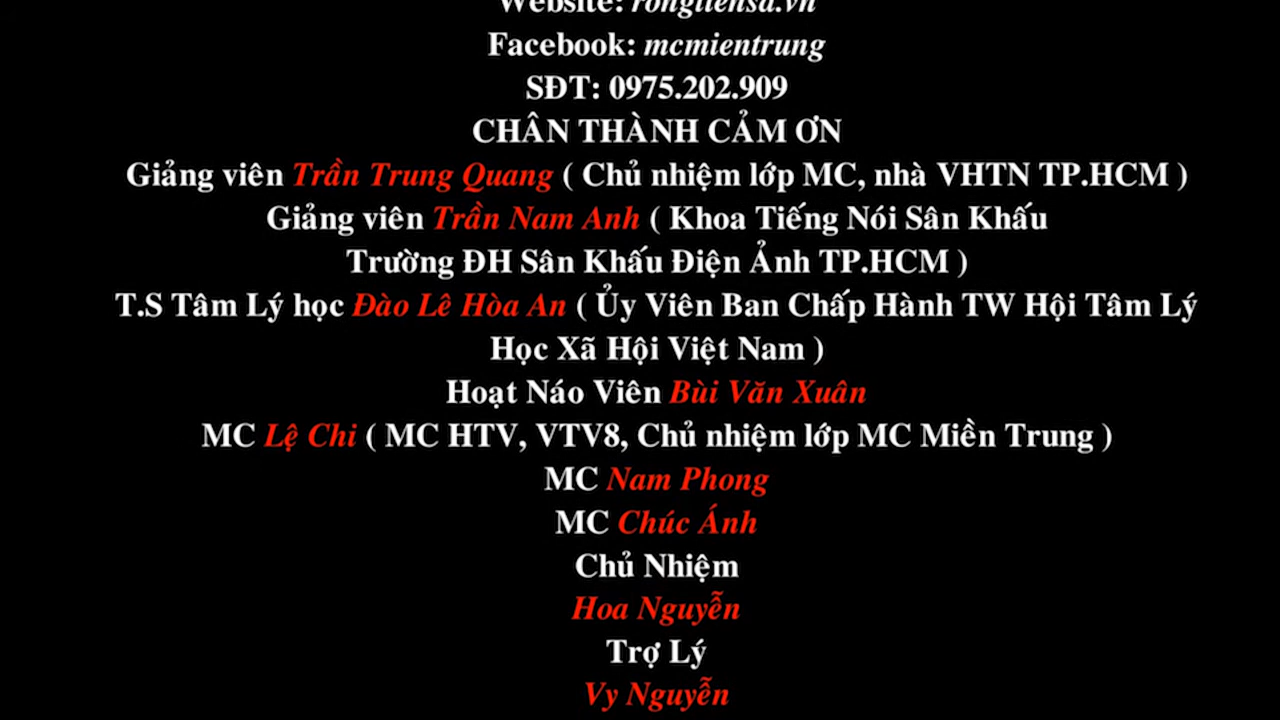 Website: rongtiensa.vn
Facebook: mcmientrung
SĐT: 0975.202.909
CHÂN THÀNH CẢM ƠN
Giảng viên Trần Trung Quang ( Chủ nhiệm lớp MC, nhà VHTN TP.HCM )
Giảng viên Trần Nam Anh ( Khoa Tiếng Nói Sân Khấu
Trường ĐH Sân Khấu Điện Ảnh TP.HCM )
T.S Tâm Lý học Đào Lê Hòa An ( Ủy Viên Ban Chấp Hành TW Hội Tâm Lý
Học Xã Hội Việt Nam )
Hoạt Náo Viên Bùi Văn Xuân
MC Lệ Chi ( MC HTV, VTV8, Chủ nhiệm lớp MC Miền Trung )
MC Nam Phong
MC Chúc Ánh
Chủ Nhiệm
Hoa Nguyễn
Trợ Lý
Vy Nguyễn